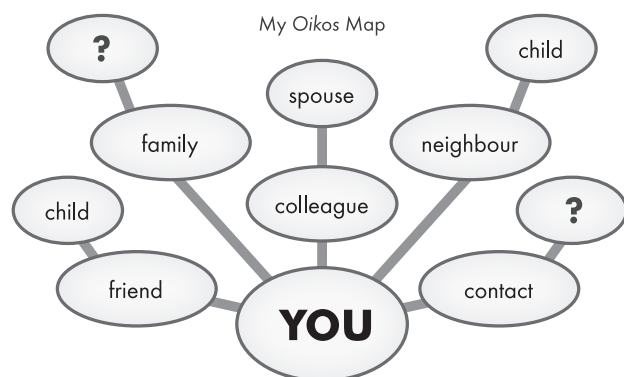 My Oikos Map
?
child
spouse
family
neighbour
child
colleague
?
friend
contact
YOU